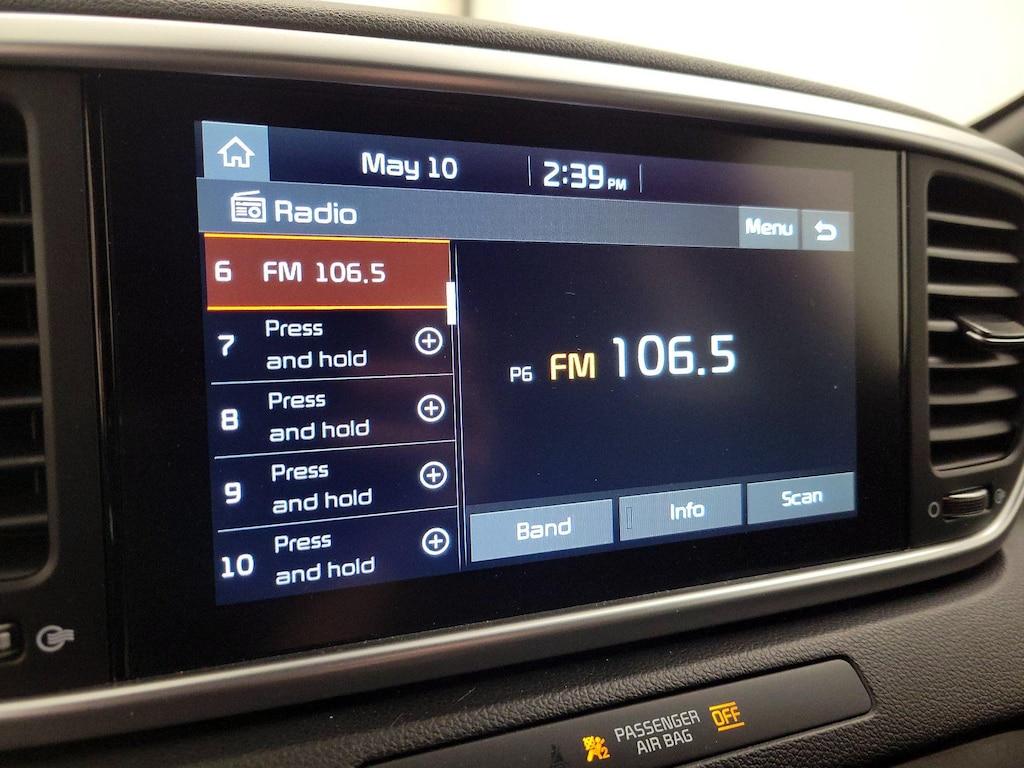 May 10
2:39 PM
Radio
Menu
6 FM 106.5
7 Press
and hold
8 Press
and hold
9 Press
and hold
10 Press
and hold
P6 FM 106.5
Band
Info
Scan
PASSENGER
AIR BAG
OFF
2